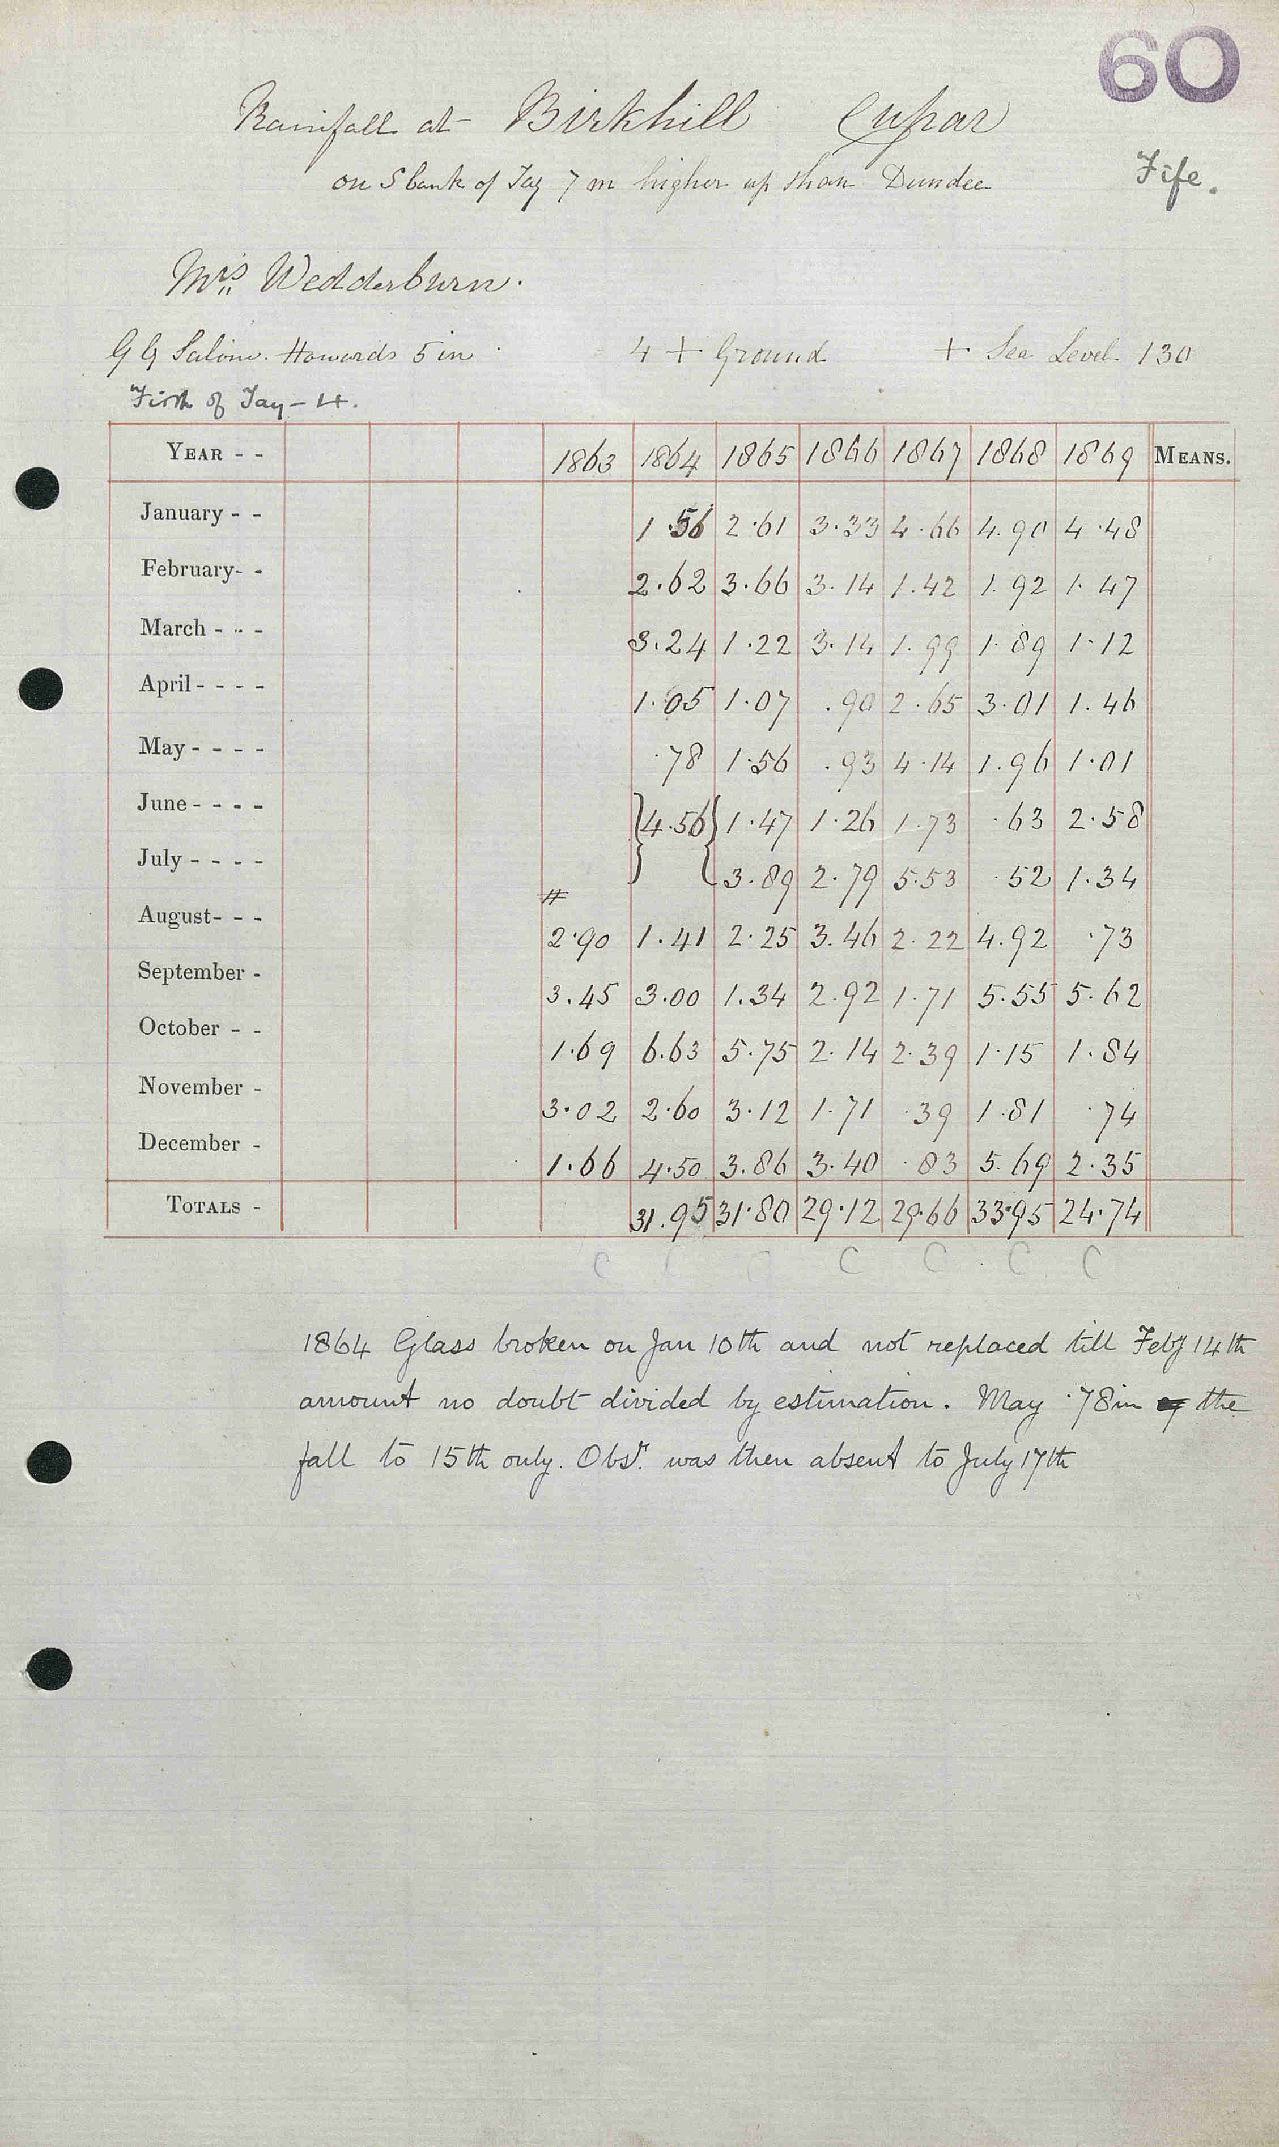 60
Rainfall at Birkhill Cupar
on S bank of Tay 7 m higher up than Dundee
Fife.
Mrs Wedderburn.
G G Salow. Howards 5 in 4 + Ground + Sea Level 130
Firth of Tay - 4.
YEAR - - 1863 1864 1865 1866 1867 1868 1869 MEANS.
January - - 1.56 2.61 3.33 4.66 4.90 4.48
February - - 2.62 3.66 3.14 1.42 1.92 1.47
March - - - 3.24 1.22 3.14 1.99 1.89 1.12
April - - - - 1.05 1.07 .90 2.65 3.01 1.46
May - - - - .78 1.56 .93 4.14 1.96 1.01
June - - - - } 4.56 { 1.47 1.26 1.73 .63 2.58
July - - - - 3.89 2.79 5.53 .52 1.34
August - - - 2.90 1.41 2.25 3.46 2.22 4.92 .73
September - 3.45 3.00 1.34 2.92 1.71 5.55 5.62
October - - 1.69 6.63 5.75 2.14 2.39 1.15 1.84
November - 3.02 2.60 3.12 1.71 .39 1.81 .74
December - 1.66 4.50 3.86 3.40 .83 5.69 2.35
TOTALS - 31.95 31.80 29.12 29.66 33.95 24.74
C C C C C C C
1864 Glass broken on Jan 10th and not replaced till Feby 14th
amount no doubt divided by estimation. May .78 in the
fall to 15th only. Obsr. was then absent to July 17th